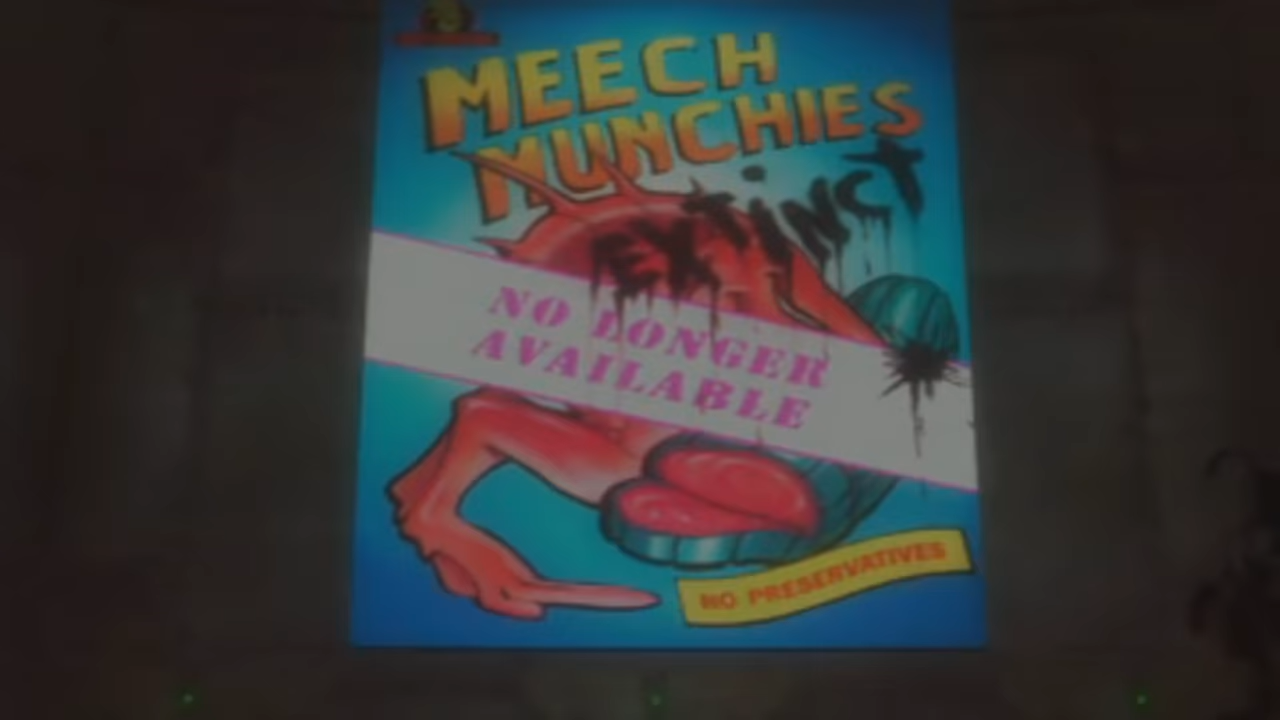 MEECH
MUNCHIES
EXTiNCT
NO LONGER
AVAILABLE
NO PRESERVATIVES